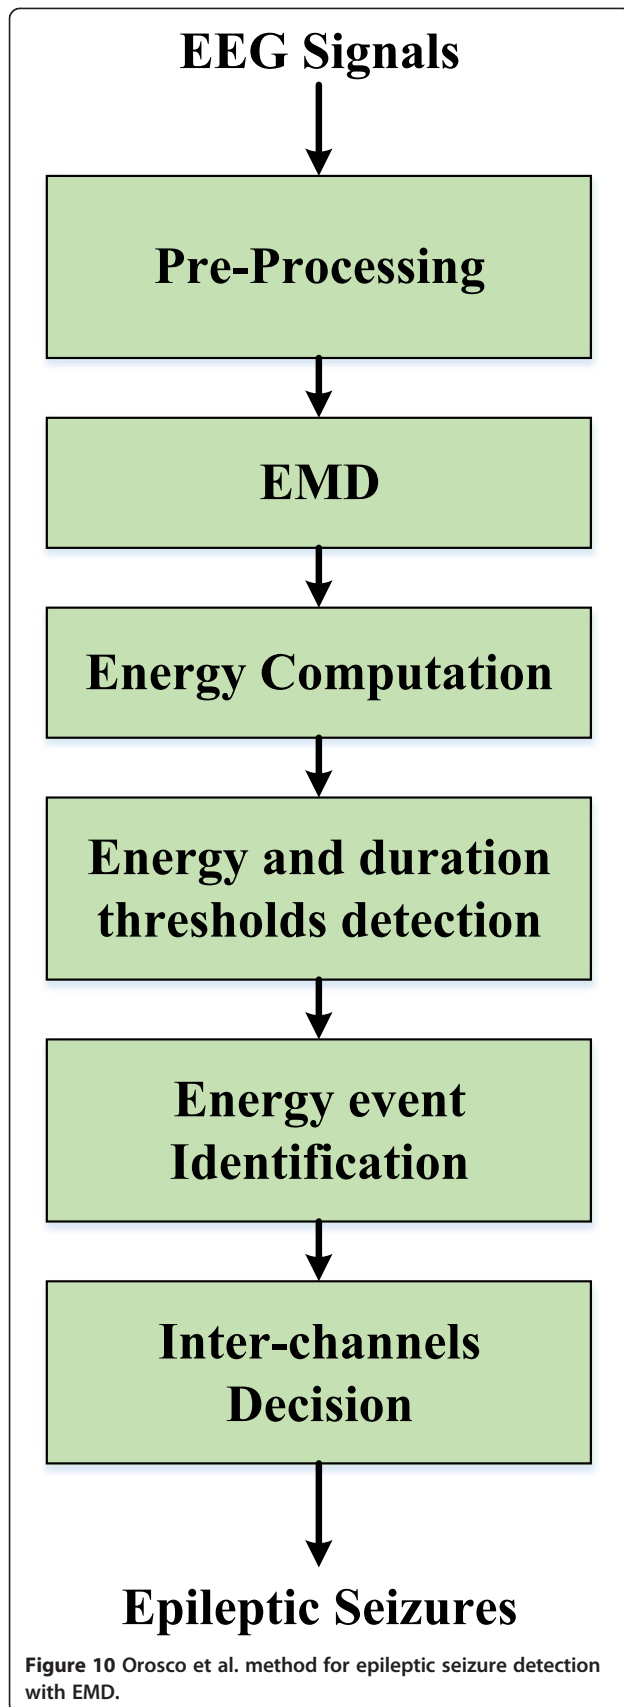 EEG Signals
Pre-Processing
EMD
Energy Computation
Energy and duration
thresholds detection
Energy event
Identification
Inter-channels
Decision
Epileptic Seizures
Figure 10 Orosco et al. method for epileptic seizure detection
with EMD.